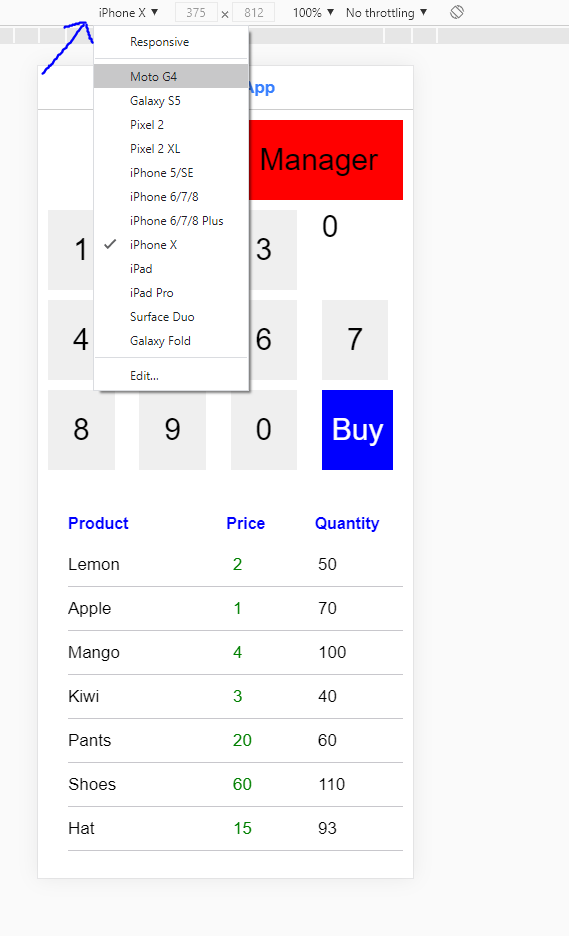 iPhone X ▼ 375 x 812 100% ▼ No throttling ▼
Responsive
Moto G4
Galaxy S5
Pixel 2
Pixel 2 XL
iPhone 5/SE
iPhone 6/7/8
iPhone 6/7/8 Plus
iPhone X
iPad
iPad Pro
Surface Duo
Galaxy Fold
Edit...
App
Manager
1 3 0
4 6 7
8 9 0 Buy
Product Price Quantity
Lemon 2 50
Apple 1 70
Mango 4 100
Kiwi 3 40
Pants 20 60
Shoes 60 110
Hat 15 93